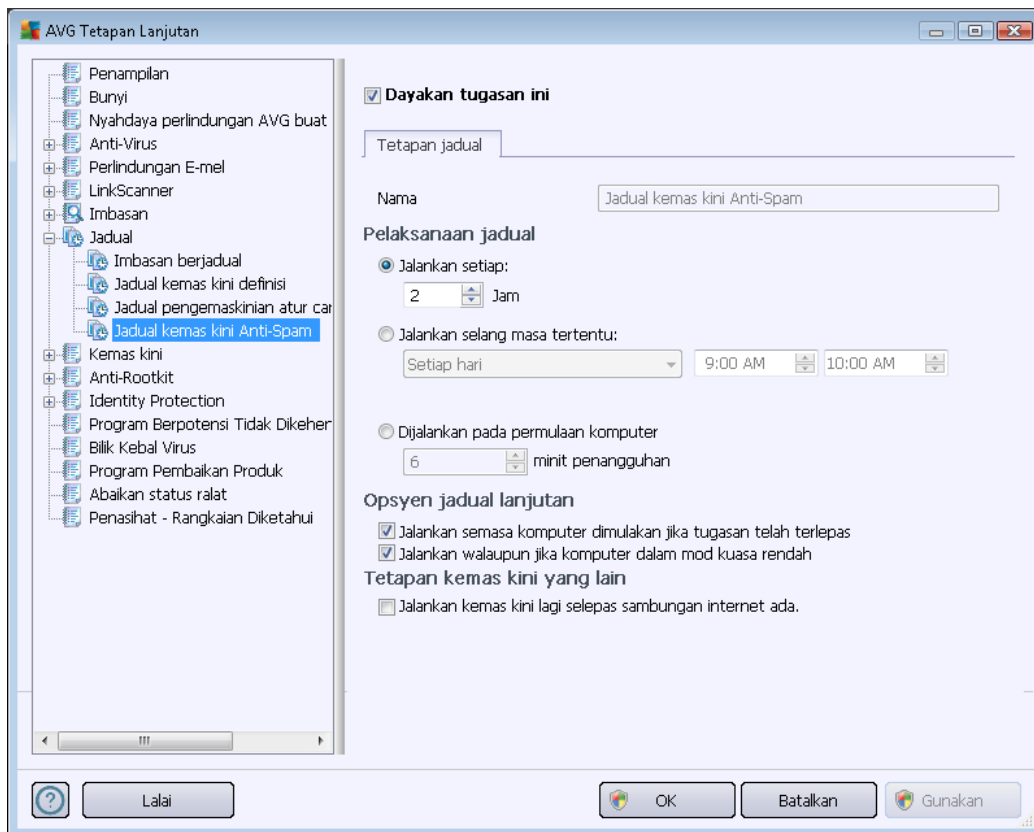 AVG Tetapan Lanjutan
Penampilan
Bunyi
Nyahdaya perlindungan AVG buat
Anti-Virus
Perlindungan E-mel
LinkScanner
Imbasan
Jadual
Imbasan berjadual
Jadual kemas kini definisi
Jadual pengemaskinian atur car
Jadual kemas kini Anti-Spam
Kemas kini
Anti-Rootkit
Identity Protection
Program Berpotensi Tidak Dikeher
Bilik Kebal Virus
Program Pembaikan Produk
Abaikan status ralat
Penasihat - Rangkaian Diketahui
Dayakan tugasan ini
Tetapan jadual
Nama Jadual kemas kini Anti-Spam
Pelaksanaan jadual
Jalankan setiap:
2 Jam
Jalankan selang masa tertentu:
Setiap hari 9:00 AM 10:00 AM
Dijalankan pada permulaan komputer
6 minit penangguhan
Opsyen jadual lanjutan
Jalankan semasa komputer dimulakan jika tugasan telah terlepas
Jalankan walaupun jika komputer dalam mod kuasa rendah
Tetapan kemas kini yang lain
Jalankan kemas kini lagi selepas sambungan internet ada.
Lalai OK Batalkan Gunakan